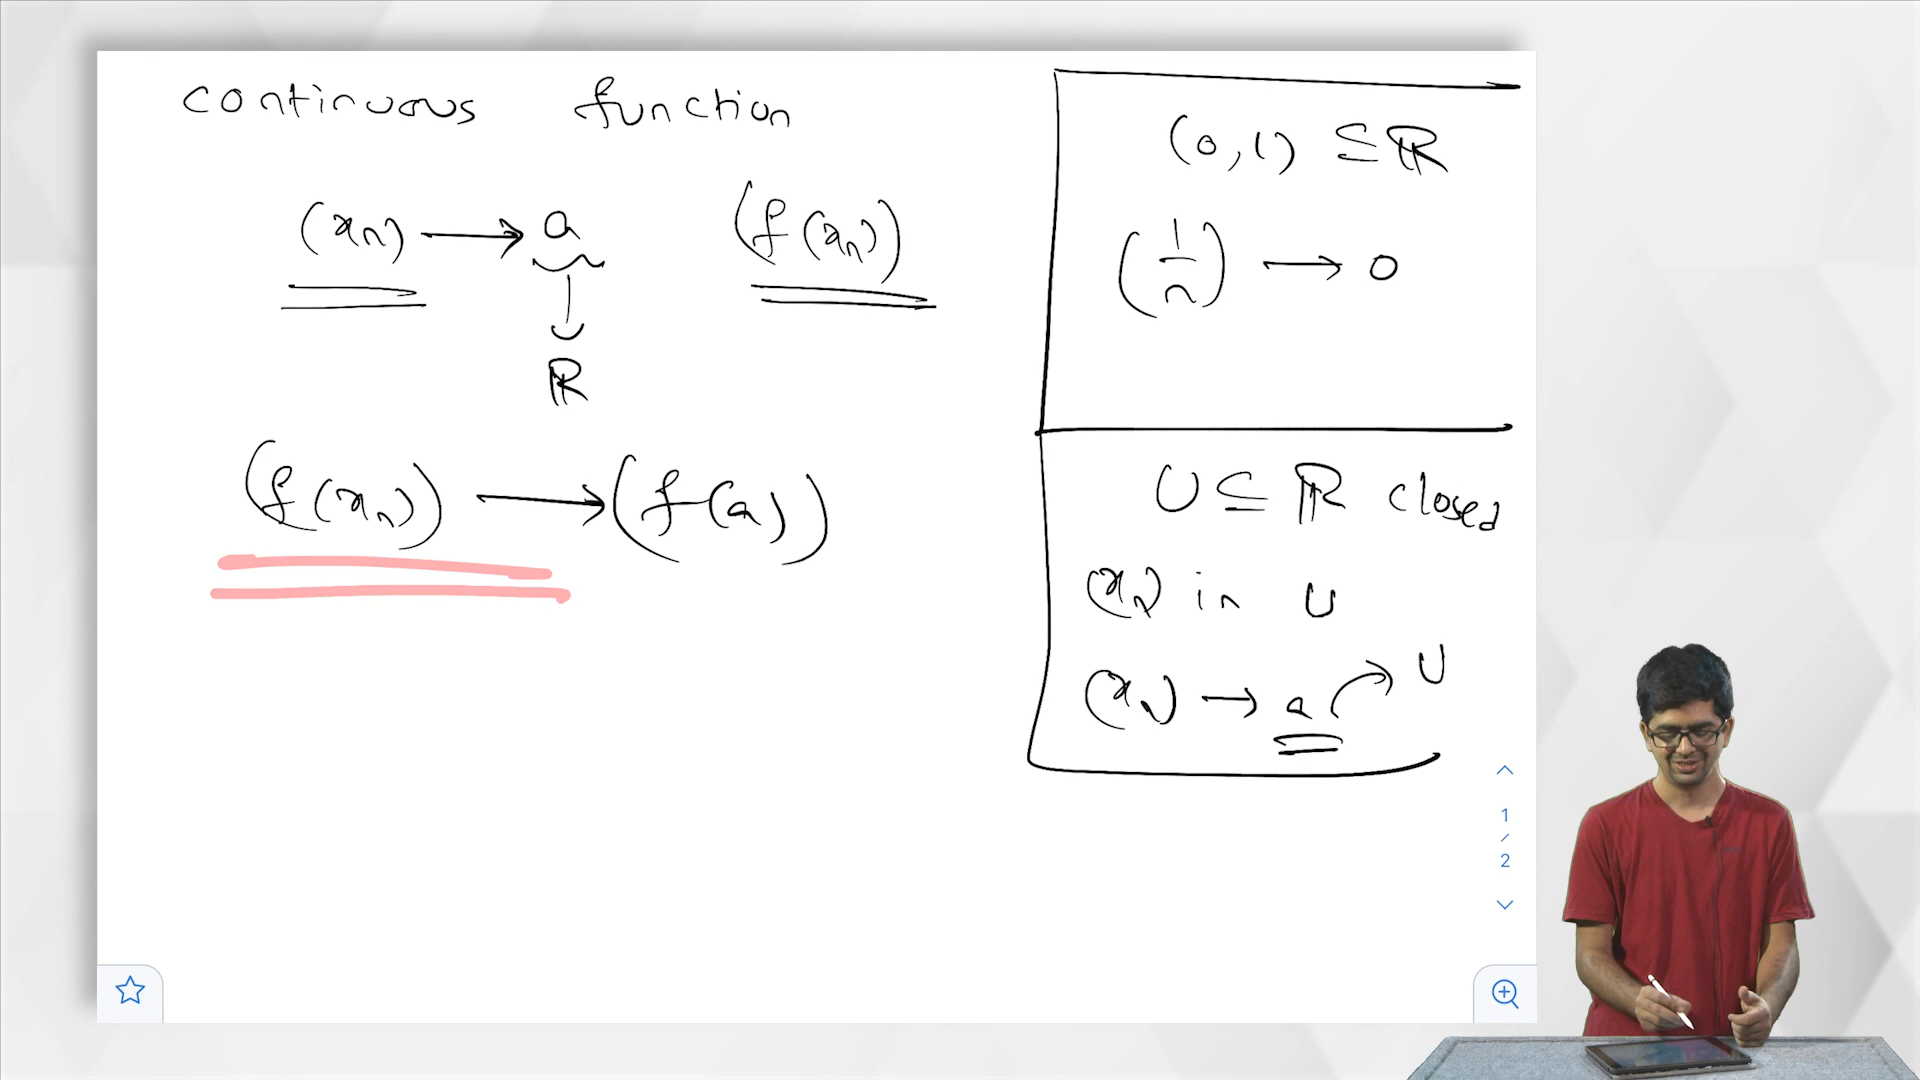 continuous function
(xₙ) → a (f(xₙ))
ℝ
(f(xₙ)) → (f(a))
(0,1) ⊆ ℝ
(1/n) → 0
U ⊆ ℝ closed
(xₙ) in U
(xₙ) → a U
1
/
2